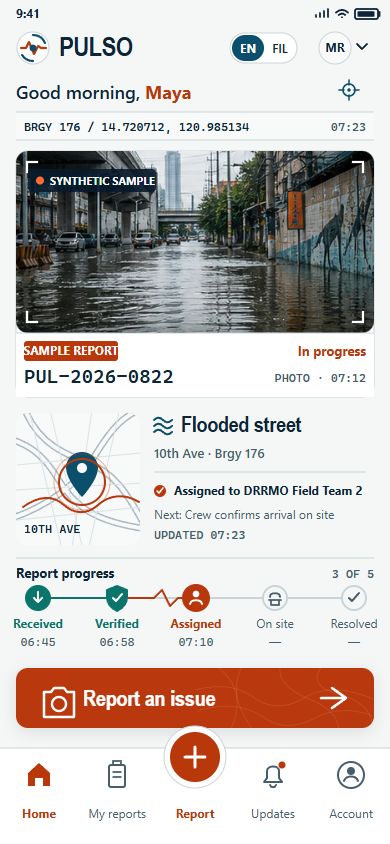 9:41
PULSO
EN FIL
MR
Good morning, Maya
BRGY 176 / 14.720712, 120.985134 07:23
SYNTHETIC SAMPLE
SAMPLE REPORT
In progress
PUL-2026-0822
PHOTO · 07:12
Flooded street
10th Ave · Brgy 176
Assigned to DRRMO Field Team 2
Next: Crew confirms arrival on site
UPDATED 07:23
10TH AVE
Report progress 3 OF 5
Received Verified Assigned On site Resolved
06:45 06:58 07:10 — —
Report an issue
Home My reports Report Updates Account